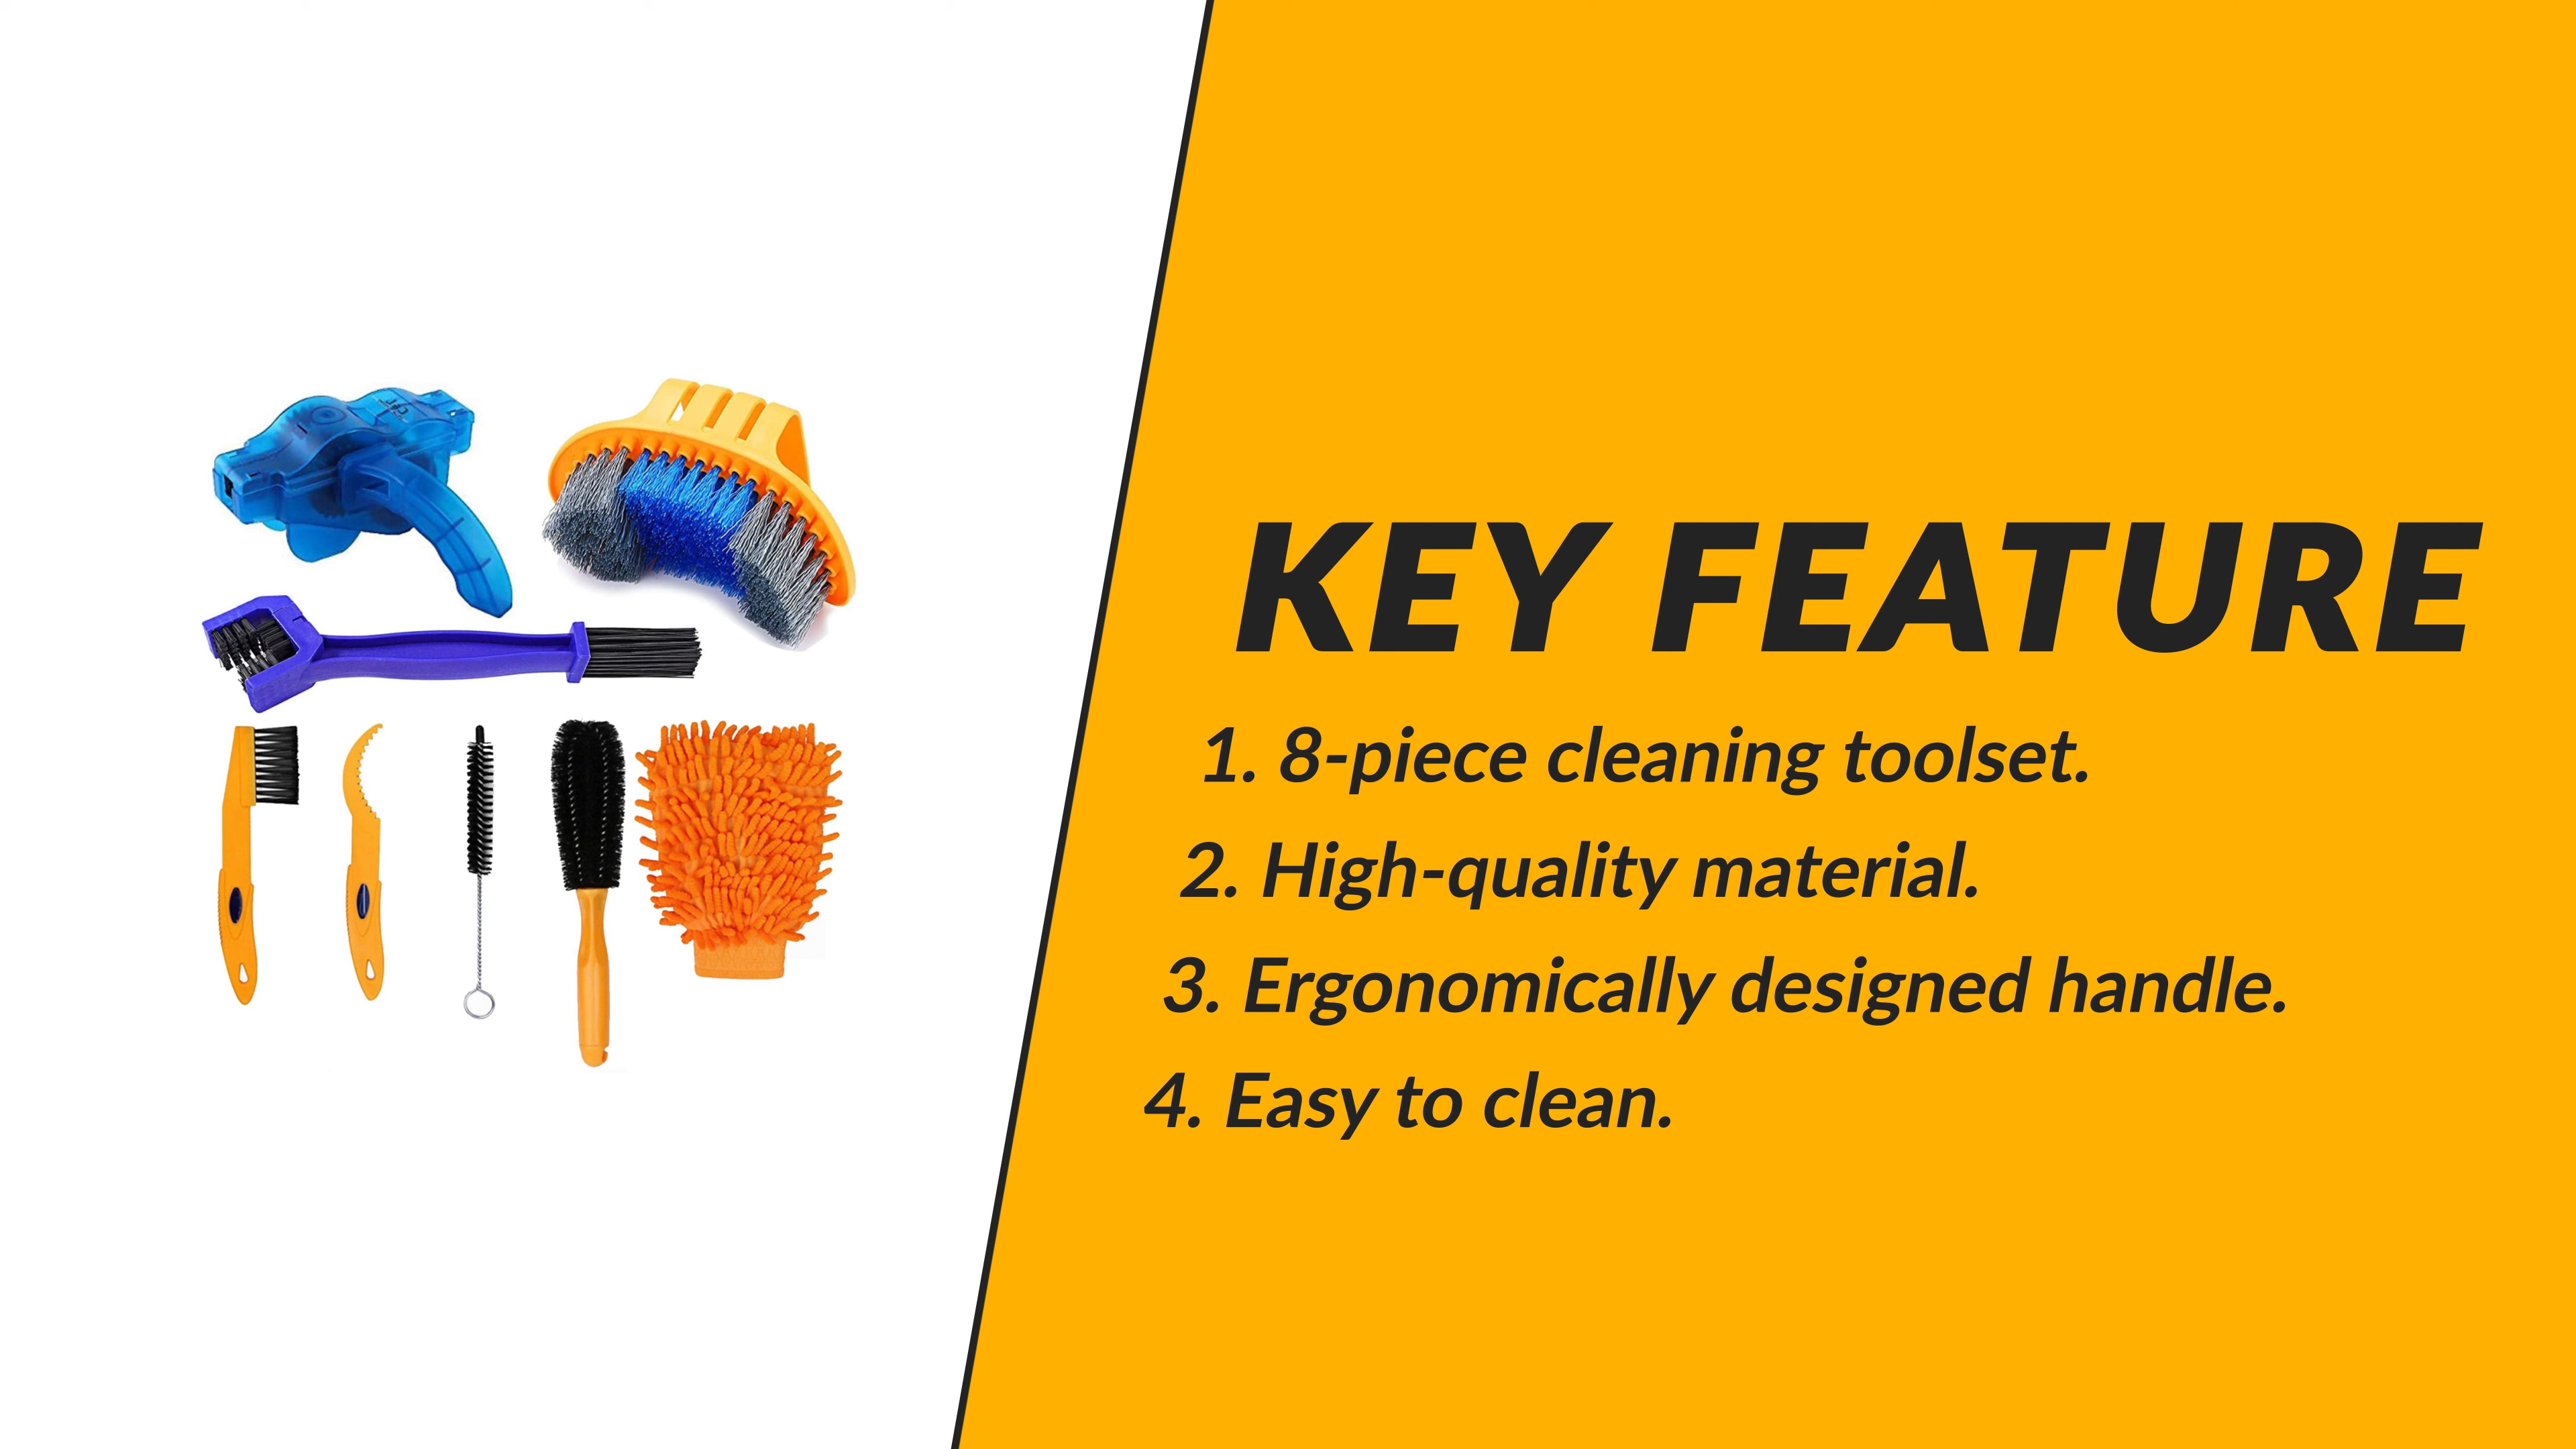 KEY FEATURE
1. 8-piece cleaning toolset.
2. High-quality material.
3. Ergonomically designed handle.
4. Easy to clean.